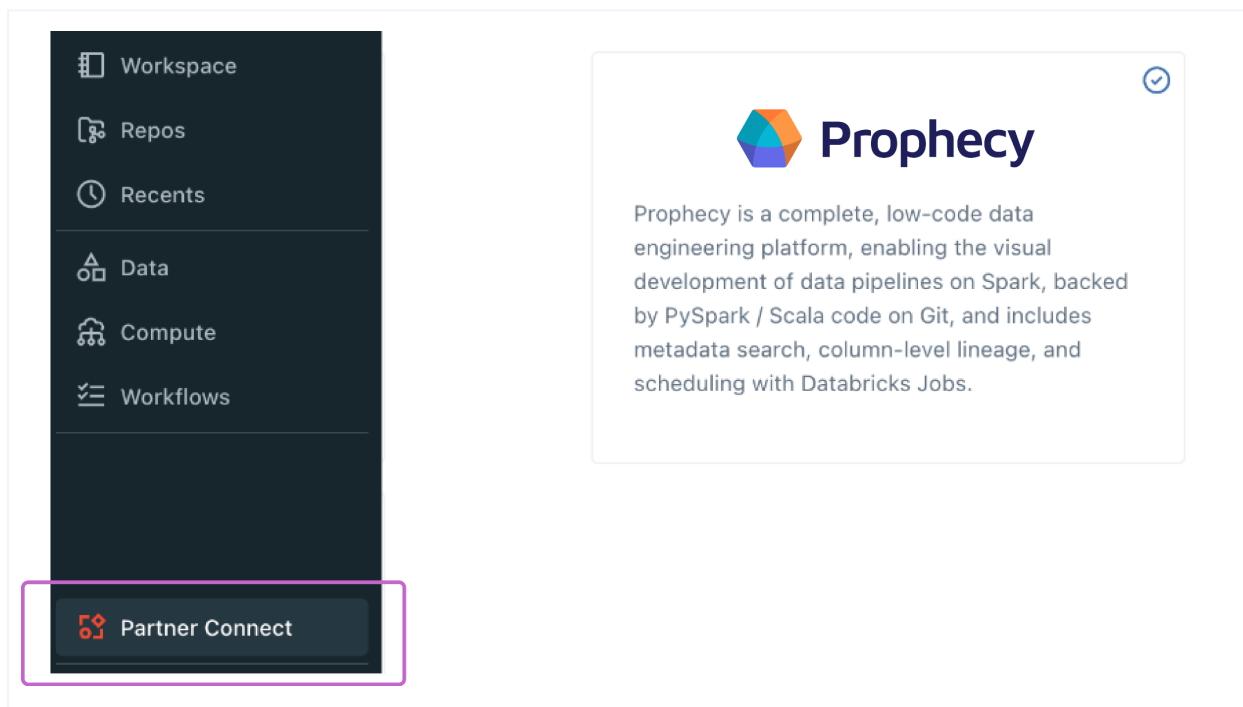 Workspace
Repos
Recents
Data
Compute
Workflows
Partner Connect
Prophecy
Prophecy is a complete, low-code data
engineering platform, enabling the visual
development of data pipelines on Spark, backed
by PySpark / Scala code on Git, and includes
metadata search, column-level lineage, and
scheduling with Databricks Jobs.